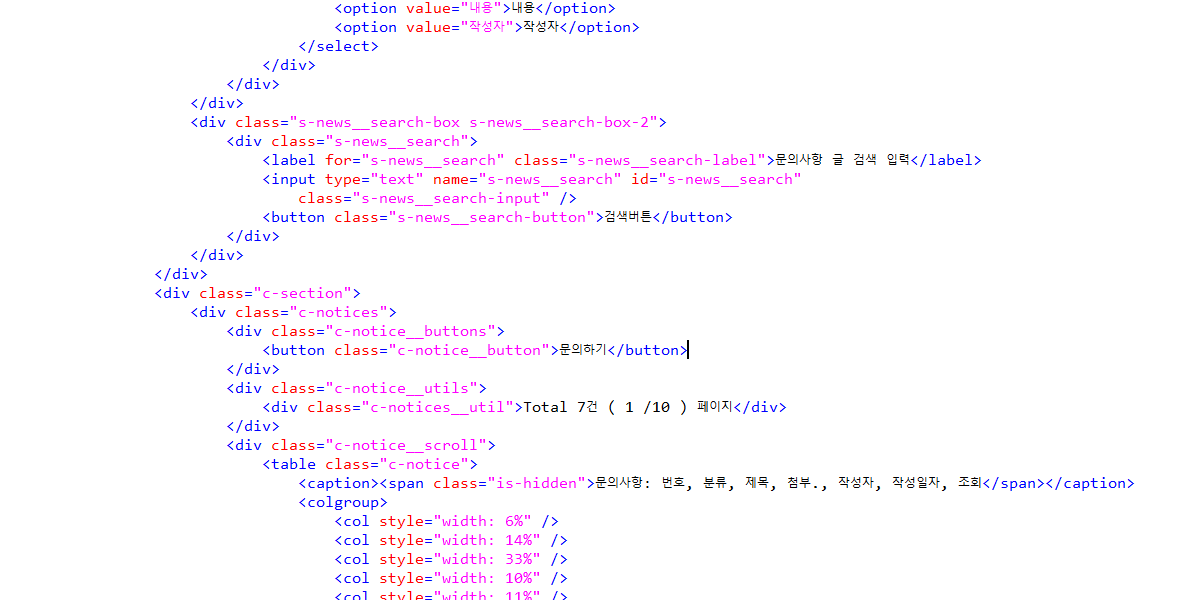 <option value="내용">내용</option>
<option value="작성자">작성자</option>
</select>
</div>
</div>
</div>
<div class="s-news__search-box s-news__search-box-2">
<div class="s-news__search">
<label for="s-news__search" class="s-news__search-label">문의사항 글 검색 입력</label>
<input type="text" name="s-news__search" id="s-news__search"
class="s-news__search-input" />
<button class="s-news__search-button">검색버튼</button>
</div>
</div>
</div>
<div class="c-section">
<div class="c-notices">
<div class="c-notice__buttons">
<button class="c-notice__button">문의하기</button>
</div>
<div class="c-notice__utils">
<div class="c-notices__util">Total 7건 ( 1 /10 ) 페이지</div>
</div>
<div class="c-notice__scroll">
<table class="c-notice">
<caption><span class="is-hidden">문의사항: 번호, 분류, 제목, 첨부., 작성자, 작성일자, 조회</span></caption>
<colgroup>
<col style="width: 6%" />
<col style="width: 14%" />
<col style="width: 33%" />
<col style="width: 10%" />
<col style="width: 11%" />